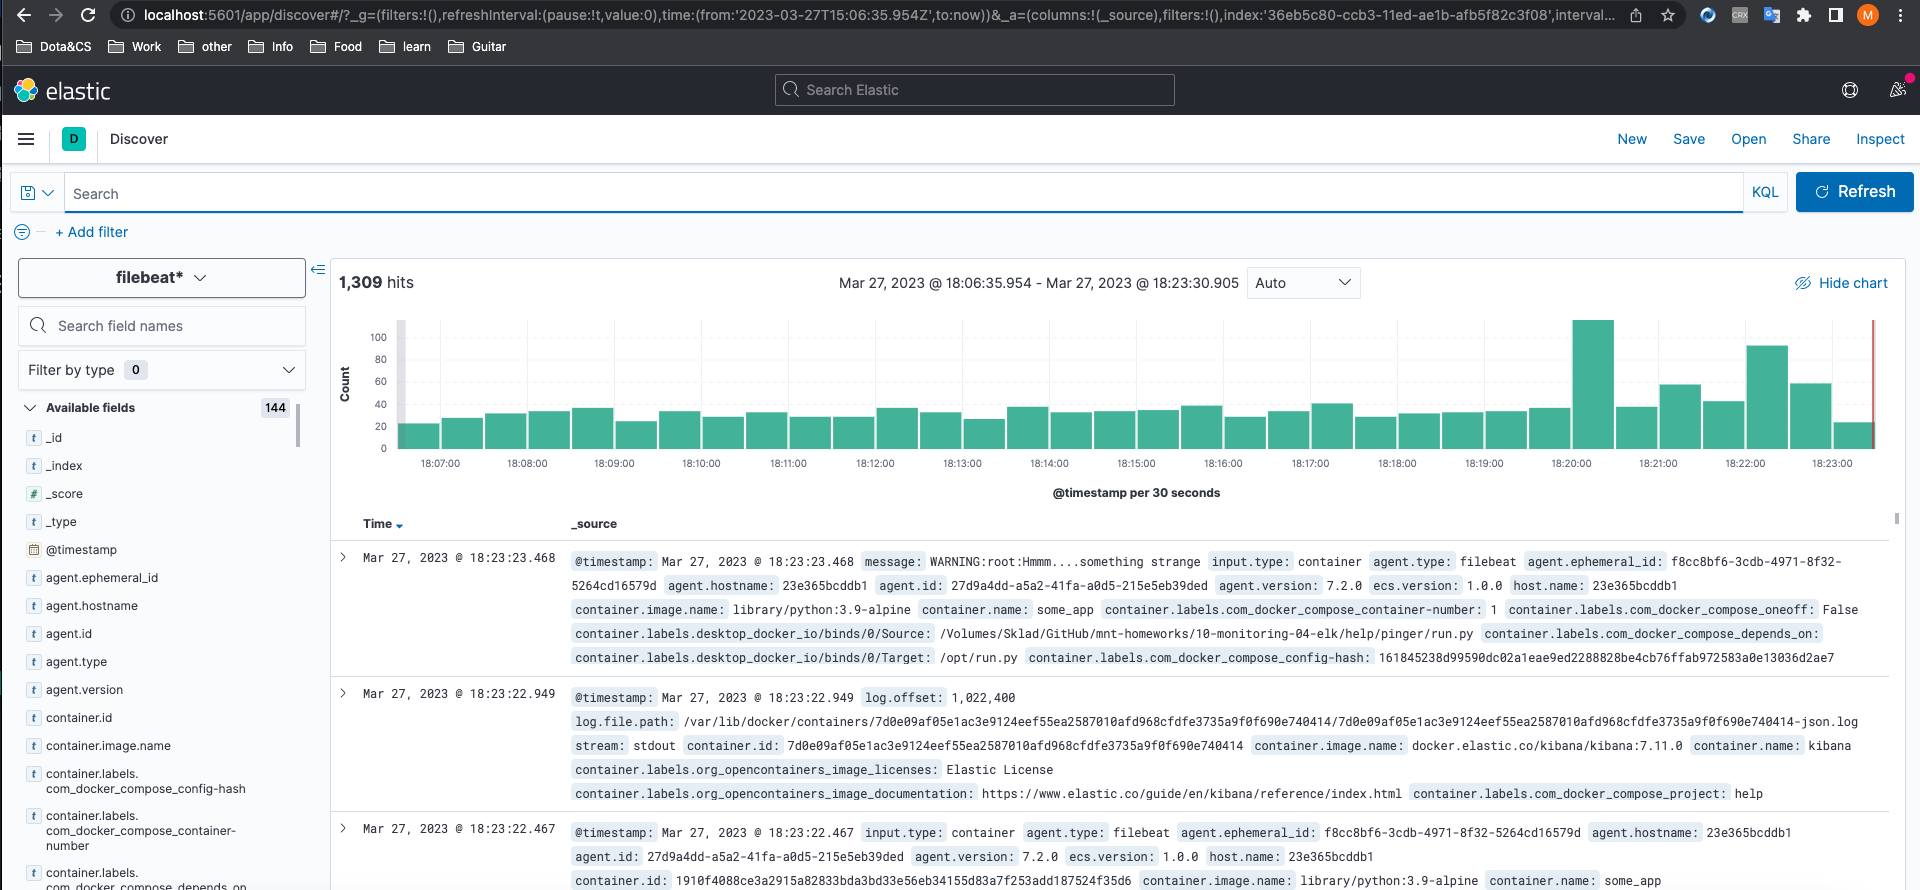 localhost:5601/app/discover#/?_g=(filters:!(),refreshInterval:(pause:!t,value:0),time:(from:'2023-03-27T15:06:35.954Z',to:now))&_a=(columns:!(_source),filters:!(),index:'36eb5c80-ccb3-11ed-ae1b-afb5f82c3f08',interval...
CRX
M
Dota&CS Work other Info Food learn Guitar
elastic
Search Elastic
D Discover
New Save Open Share Inspect
Search
KQL
Refresh
+ Add filter
filebeat*
1,309 hits
Mar 27, 2023 @ 18:06:35.954 - Mar 27, 2023 @ 18:23:30.905
Auto
Hide chart
Search field names
Filter by type 0
Available fields 144
t _id
t _index
# _score
t _type
@timestamp
t agent.ephemeral_id
t agent.hostname
t agent.id
t agent.type
t agent.version
t container.id
t container.image.name
t container.labels.
com_docker_compose_config-hash
t container.labels.
com_docker_compose_container-
number
t container.labels.
com_docker_compose_depends_on
Count
100
80
60
40
20
0
18:07:00 18:08:00 18:09:00 18:10:00 18:11:00 18:12:00 18:13:00 18:14:00 18:15:00 18:16:00 18:17:00 18:18:00 18:19:00 18:20:00 18:21:00 18:22:00 18:23:00
@timestamp per 30 seconds
Time _source
Mar 27, 2023 @ 18:23:23.468
@timestamp: Mar 27, 2023 @ 18:23:23.468 message: WARNING:root:Hmmm....something strange input.type: container agent.type: filebeat agent.ephemeral_id: f8cc8bf6-3cdb-4971-8f32-
5264cd16579d agent.hostname: 23e365bcddb1 agent.id: 27d9a4dd-a5a2-41fa-a0d5-215e5eb39ded agent.version: 7.2.0 ecs.version: 1.0.0 host.name: 23e365bcddb1
container.image.name: library/python:3.9-alpine container.name: some_app container.labels.com_docker_compose_container-number: 1 container.labels.com_docker_compose_oneoff: False
container.labels.desktop_docker_io/binds/0/Source: /Volumes/Sklad/GitHub/mnt-homeworks/10-monitoring-04-elk/help/pinger/run.py container.labels.com_docker_compose_depends_on:
container.labels.desktop_docker_io/binds/0/Target: /opt/run.py container.labels.com_docker_compose_config-hash: 161845238d99590dc02a1eae9ed2288828be4cb76ffab972583a0e13036d2ae7
Mar 27, 2023 @ 18:23:22.949
@timestamp: Mar 27, 2023 @ 18:23:22.949 log.offset: 1,022,400
log.file.path: /var/lib/docker/containers/7d0e09af05e1ac3e9124eef55ea2587010afd968cfdfe3735a9f0f690e740414/7d0e09af05e1ac3e9124eef55ea2587010afd968cfdfe3735a9f0f690e740414-json.log
stream: stdout container.id: 7d0e09af05e1ac3e9124eef55ea2587010afd968cfdfe3735a9f0f690e740414 container.image.name: docker.elastic.co/kibana/kibana:7.11.0 container.name: kibana
container.labels.org_opencontainers_image_licenses: Elastic License
container.labels.org_opencontainers_image_documentation: https://www.elastic.co/guide/en/kibana/reference/index.html container.labels.com_docker_compose_project: help
Mar 27, 2023 @ 18:23:22.467
@timestamp: Mar 27, 2023 @ 18:23:22.467 input.type: container agent.type: filebeat agent.ephemeral_id: f8cc8bf6-3cdb-4971-8f32-5264cd16579d agent.hostname: 23e365bcddb1
agent.id: 27d9a4dd-a5a2-41fa-a0d5-215e5eb39ded agent.version: 7.2.0 ecs.version: 1.0.0 host.name: 23e365bcddb1
container.id: 1910f4088ce3a2915a82833bda3bd33e56eb34155d83a7f253add187524f35d6 container.image.name: library/python:3.9-alpine container.name: some_app